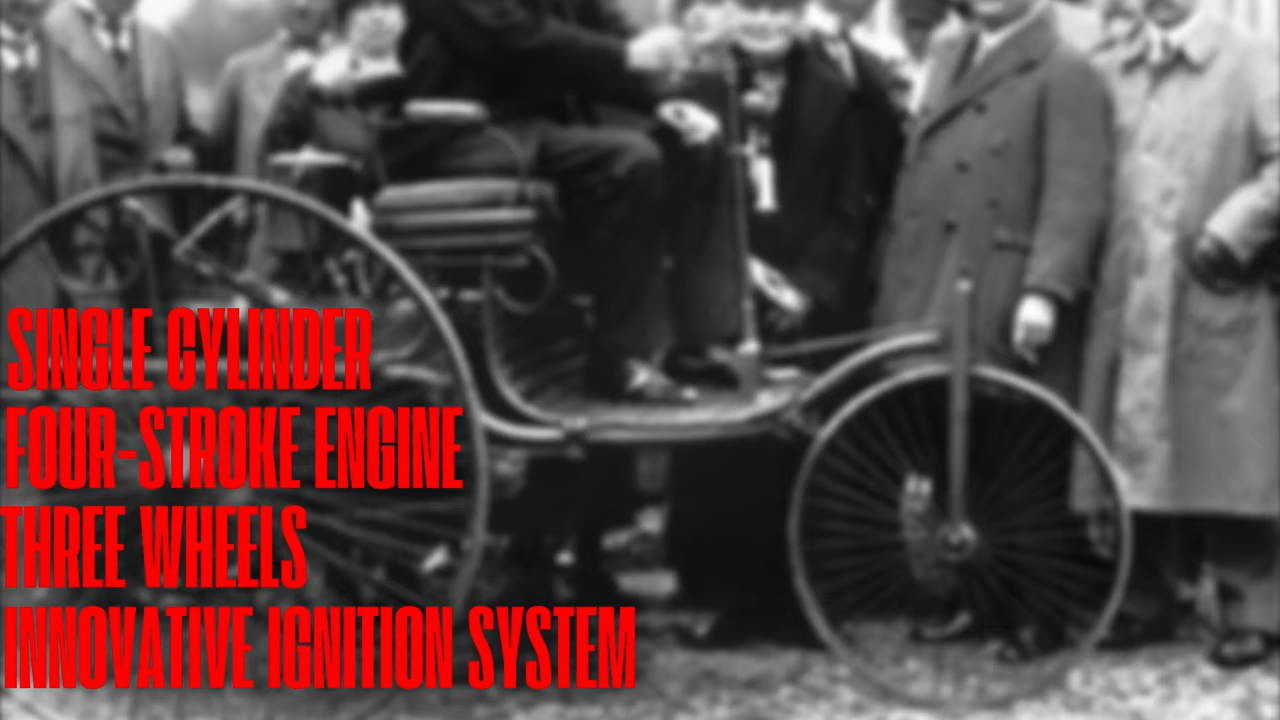 SINGLE CYLINDER
FOUR-STROKE ENGINE
THREE WHEELS
INNOVATIVE IGNITION SYSTEM